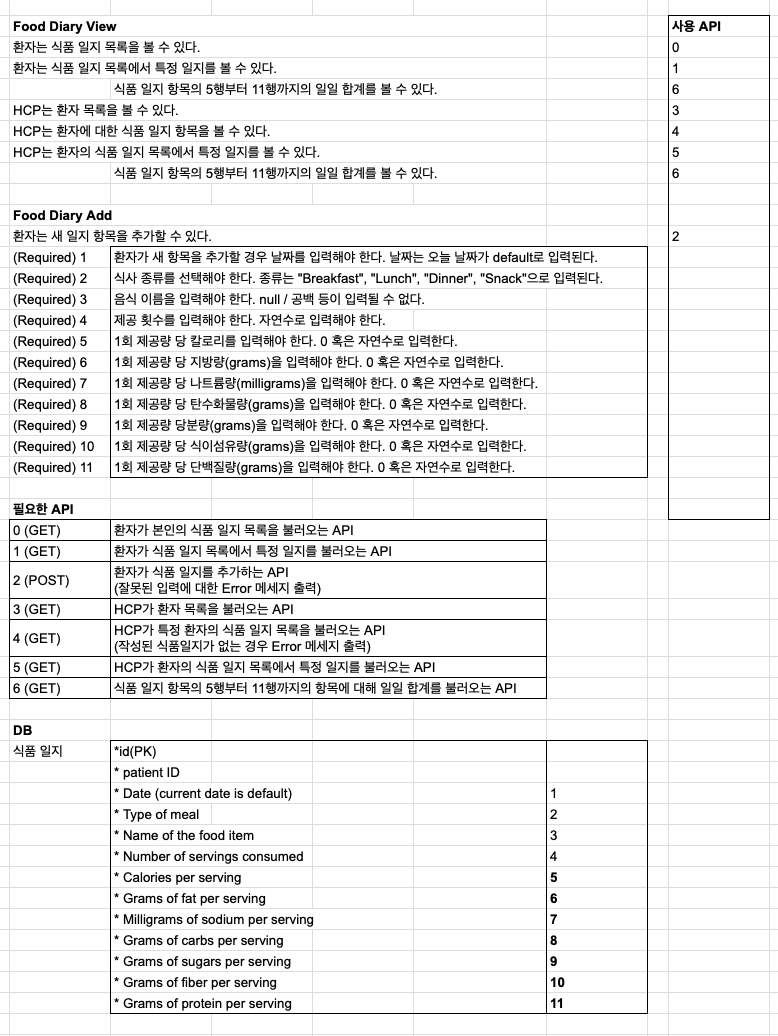 Food Diary View
사용 API
환자는 식품 일지 목록을 볼 수 있다.
0
환자는 식품 일지 목록에서 특정 일지를 볼 수 있다.
1
식품 일지 항목의 5행부터 11행까지의 일일 합계를 볼 수 있다.
6
HCP는 환자 목록을 볼 수 있다.
3
HCP는 환자에 대한 식품 일지 항목을 볼 수 있다.
4
HCP는 환자의 식품 일지 목록에서 특정 일지를 볼 수 있다.
5
식품 일지 항목의 5행부터 11행까지의 일일 합계를 볼 수 있다.
6
Food Diary Add
환자는 새 일지 항목을 추가할 수 있다.
2
(Required) 1
환자가 새 항목을 추가할 경우 날짜를 입력해야 한다. 날짜는 오늘 날짜가 default로 입력된다.
(Required) 2
식사 종류를 선택해야 한다. 종류는 "Breakfast", "Lunch", "Dinner", "Snack"으로 입력된다.
(Required) 3
음식 이름을 입력해야 한다. null / 공백 등이 입력될 수 없다.
(Required) 4
제공 횟수를 입력해야 한다. 자연수로 입력해야 한다.
(Required) 5
1회 제공량 당 칼로리를 입력해야 한다. 0 혹은 자연수로 입력한다.
(Required) 6
1회 제공량 당 지방량(grams)을 입력해야 한다. 0 혹은 자연수로 입력한다.
(Required) 7
1회 제공량 당 나트륨량(milligrams)을 입력해야 한다. 0 혹은 자연수로 입력한다.
(Required) 8
1회 제공량 당 탄수화물량(grams)을 입력해야 한다. 0 혹은 자연수로 입력한다.
(Required) 9
1회 제공량 당분량(grams)을 입력해야 한다. 0 혹은 자연수로 입력한다.
(Required) 10
1회 제공량 당 식이섬유량(grams)을 입력해야 한다. 0 혹은 자연수로 입력한다.
(Required) 11
1회 제공량 당 단백질량(grams)을 입력해야 한다. 0 혹은 자연수로 입력한다.
필요한 API
0 (GET)
환자가 본인의 식품 일지 목록을 불러오는 API
1 (GET)
환자가 식품 일지 목록에서 특정 일지를 불러오는 API
2 (POST)
환자가 식품 일지를 추가하는 API
(잘못된 입력에 대한 Error 메세지 출력)
3 (GET)
HCP가 환자 목록을 불러오는 API
4 (GET)
HCP가 특정 환자의 식품 일지 목록을 불러오는 API
(작성된 식품일지가 없는 경우 Error 메세지 출력)
5 (GET)
HCP가 환자의 식품 일지 목록에서 특정 일지를 불러오는 API
6 (GET)
식품 일지 항목의 5행부터 11행까지의 항목에 대해 일일 합계를 불러오는 API
DB
식품 일지
*id(PK)
* patient ID
* Date (current date is default)
1
* Type of meal
2
* Name of the food item
3
* Number of servings consumed
4
* Calories per serving
5
* Grams of fat per serving
6
* Milligrams of sodium per serving
7
* Grams of carbs per serving
8
* Grams of sugars per serving
9
* Grams of fiber per serving
10
* Grams of protein per serving
11